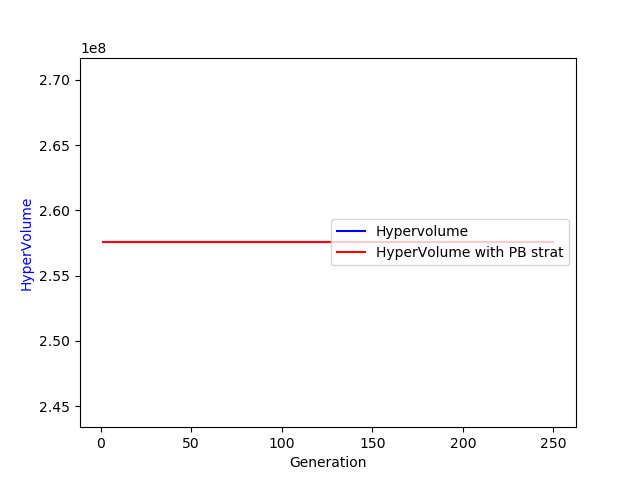 1e8
2.70
2.65
2.60
2.55
2.50
2.45
HyperVolume
Hypervolume
HyperVolume with PB strat
0 50 100 150 200 250
Generation